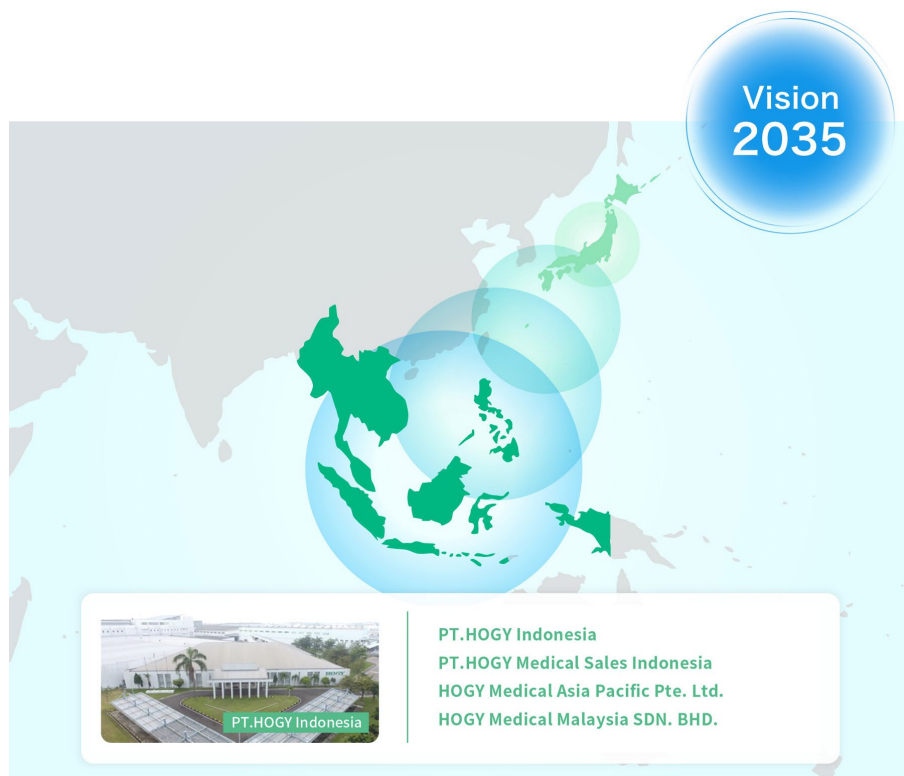 Vision
2035
HOGY
PT.HOGY Indonesia
PT.HOGY Indonesia
PT.HOGY Medical Sales Indonesia
HOGY Medical Asia Pacific Pte. Ltd.
HOGY Medical Malaysia SDN. BHD.